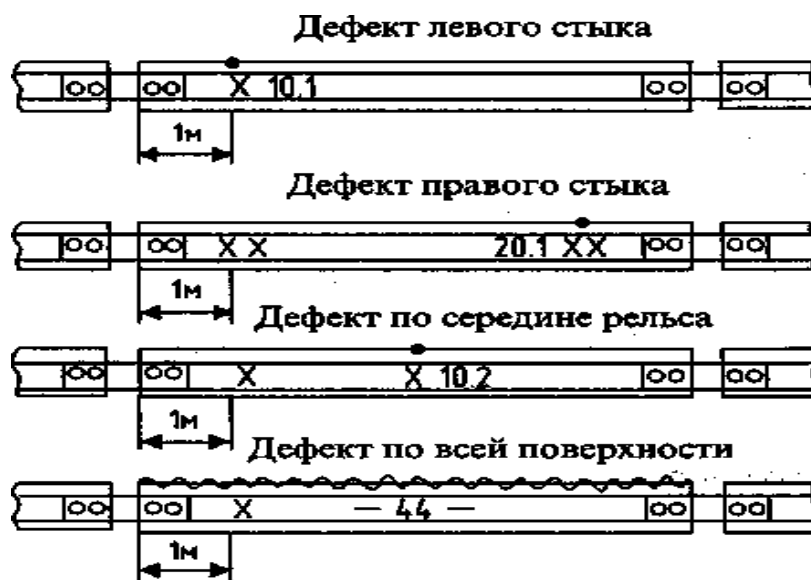 Дефект левого стыка
X 10.1
1м
Дефект правого стыка
X X 20.1 XX
1м
Дефект по середине рельса
X X 10.2
1м
Дефект по всей поверхности
X — 44 —
1м